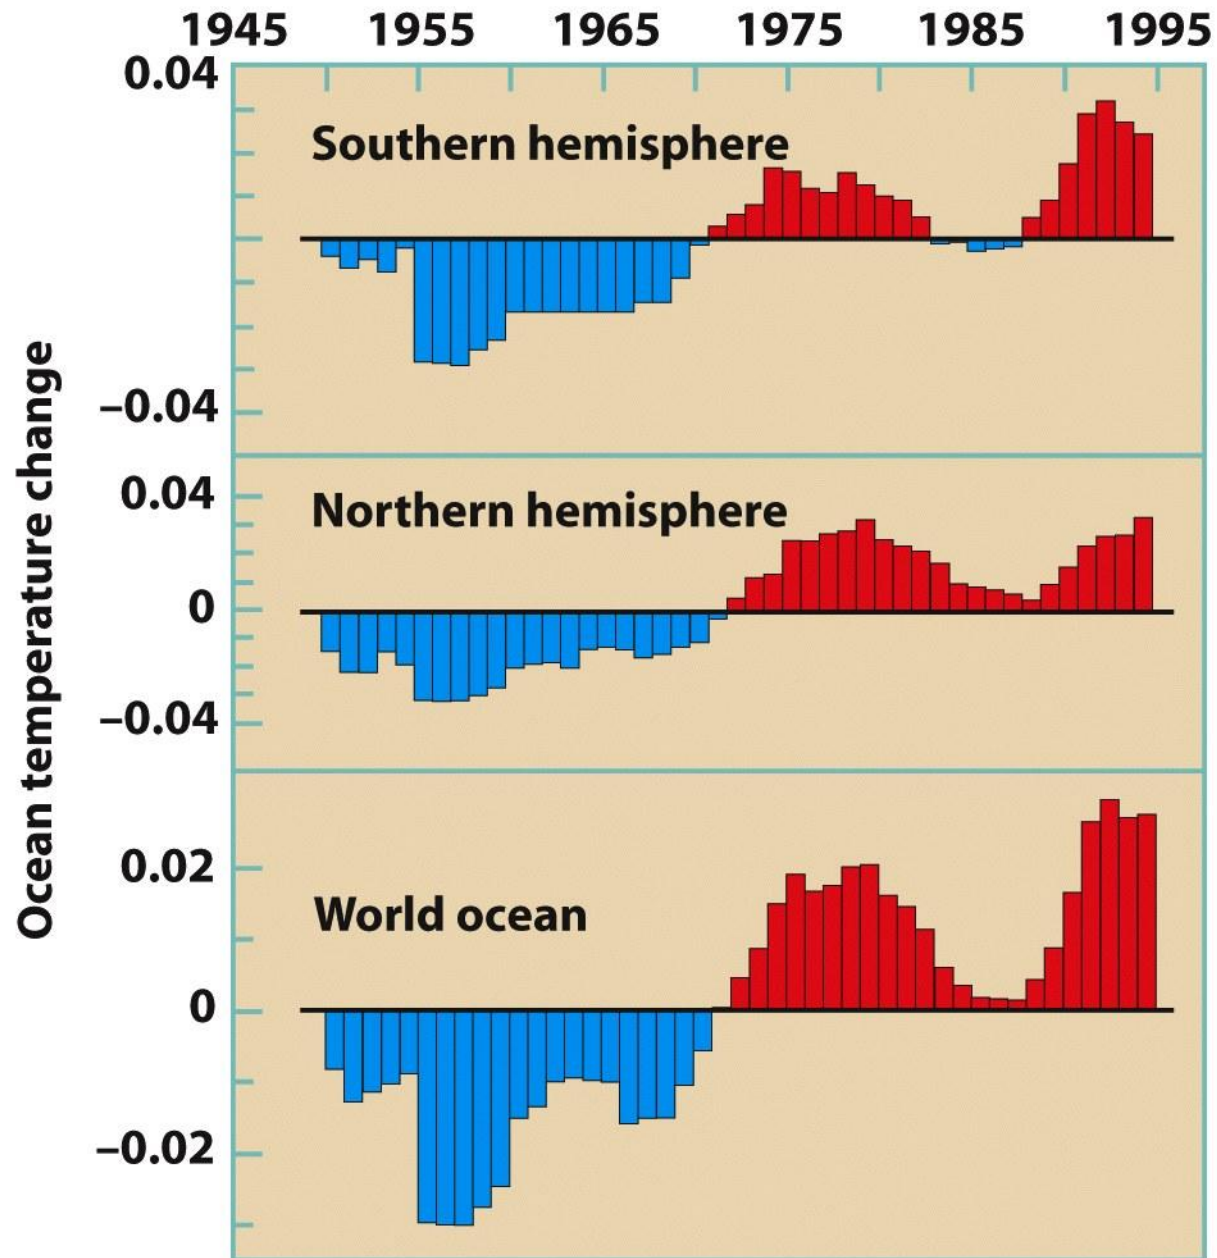 1945 1955 1965 1975 1985 1995
0.04
Southern hemisphere
–0.04
0.04
Northern hemisphere
0
–0.04
Ocean temperature change
0.02
World ocean
0
–0.02